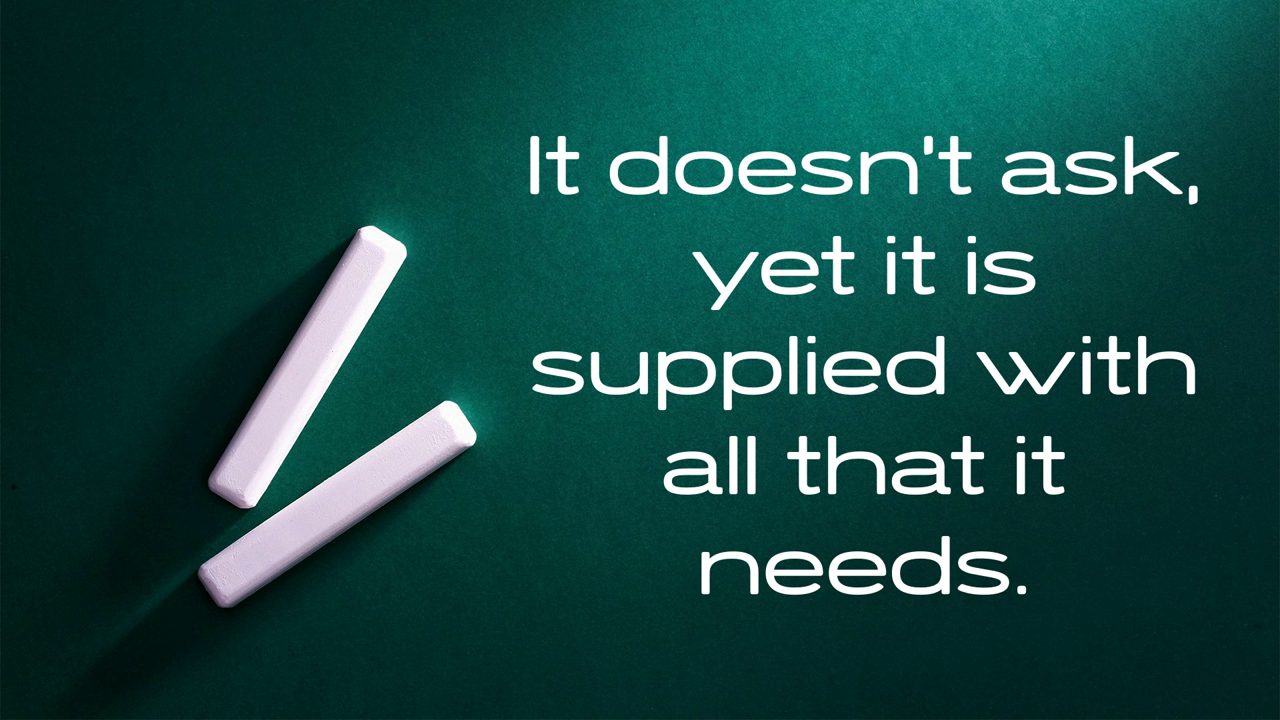 It doesn't ask,
yet it is
supplied with
all that it
needs.